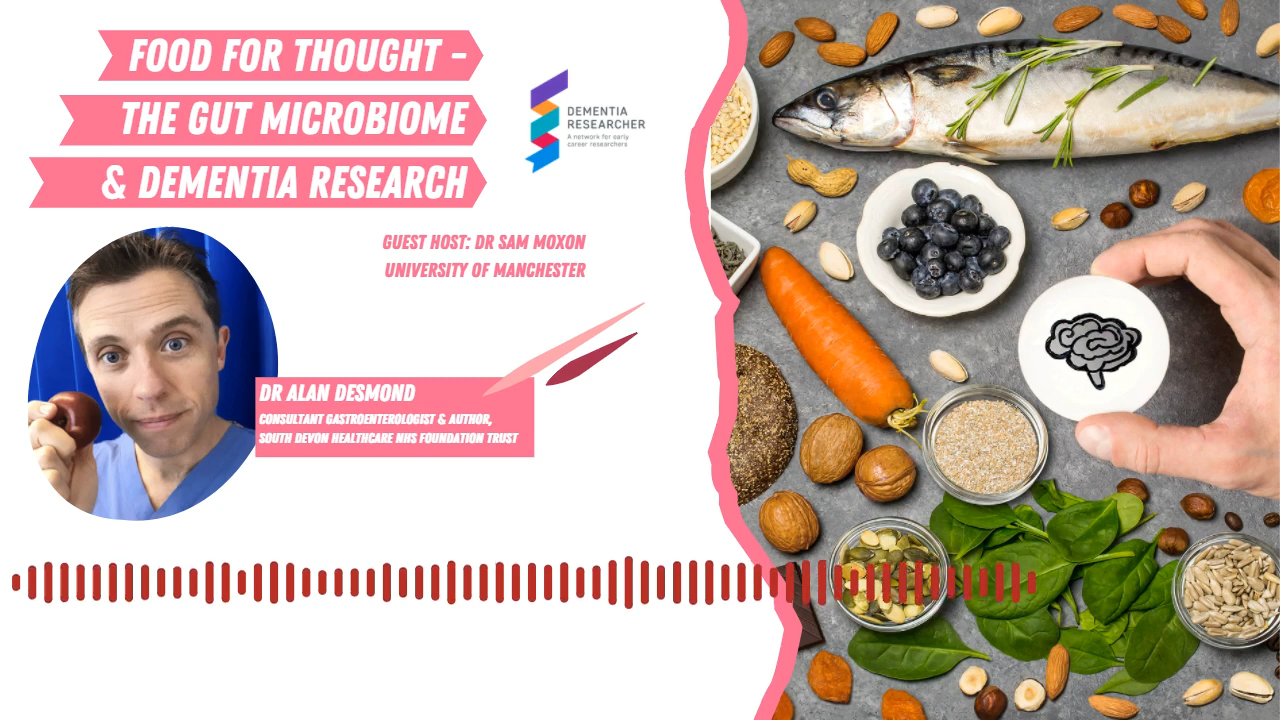 FOOD FOR THOUGHT -
THE GUT MICROBIOME
& DEMENTIA RESEARCH
DEMENTIA
RESEARCHER
A network for early
career researchers
GUEST HOST: DR SAM MOXON
UNIVERSITY OF MANCHESTER
DR ALAN DESMOND
CONSULTANT GASTROENTEROLOGIST & AUTHOR,
SOUTH DEVON HEALTHCARE NHS FOUNDATION TRUST